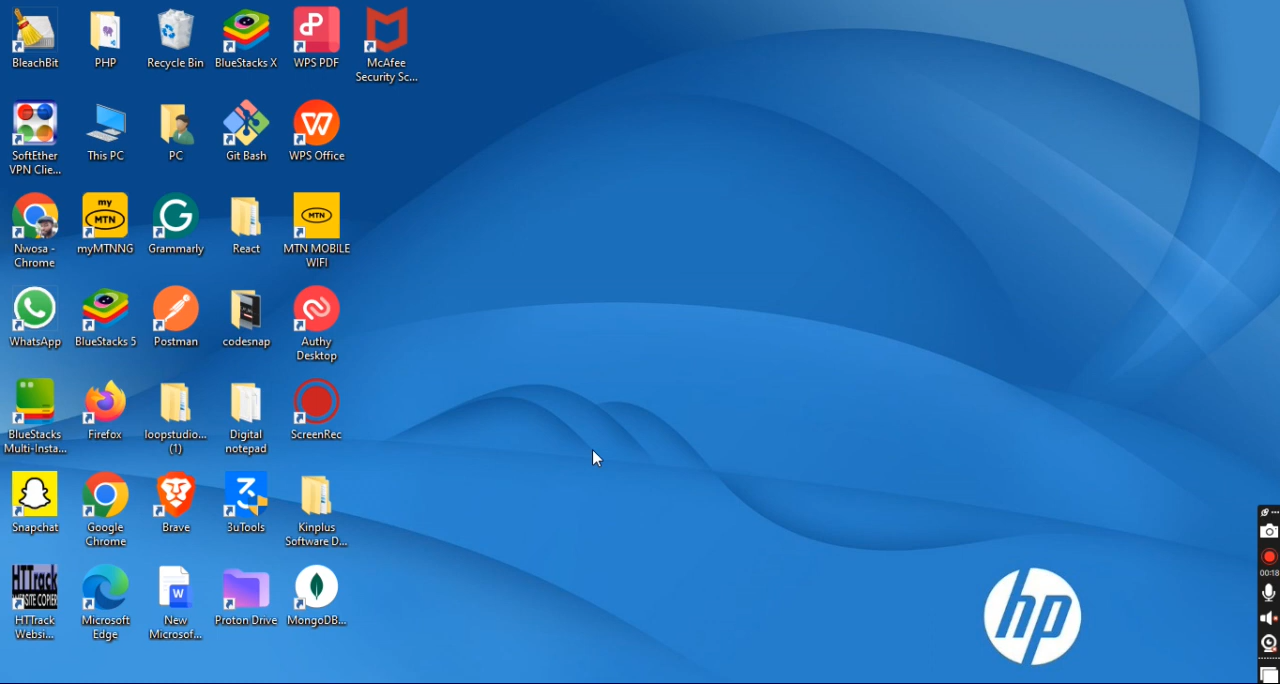 BleachBit
PHP
Recycle Bin
BlueStacks X
WPS PDF
McAfee
Security Sc...
SoftEther
VPN Clie...
This PC
PC
Git Bash
WPS Office
Nwosa -
Chrome
my
MTN
myMTNNG
Grammarly
React
MTN
MTN MOBILE
WIFI
WhatsApp
BlueStacks 5
Postman
codesnap
Authy
Desktop
BlueStacks
Multi-Insta...
Firefox
loopstudio...
(1)
Digital
notepad
ScreenRec
Snapchat
Google
Chrome
Brave
3uTools
Kinplus
Software D...
HTTrack
WEBSITE COPIER
HTTrack
Websi...
Microsoft
Edge
W
New
Microsof...
Proton Drive
MongoDB...
hp
00:18